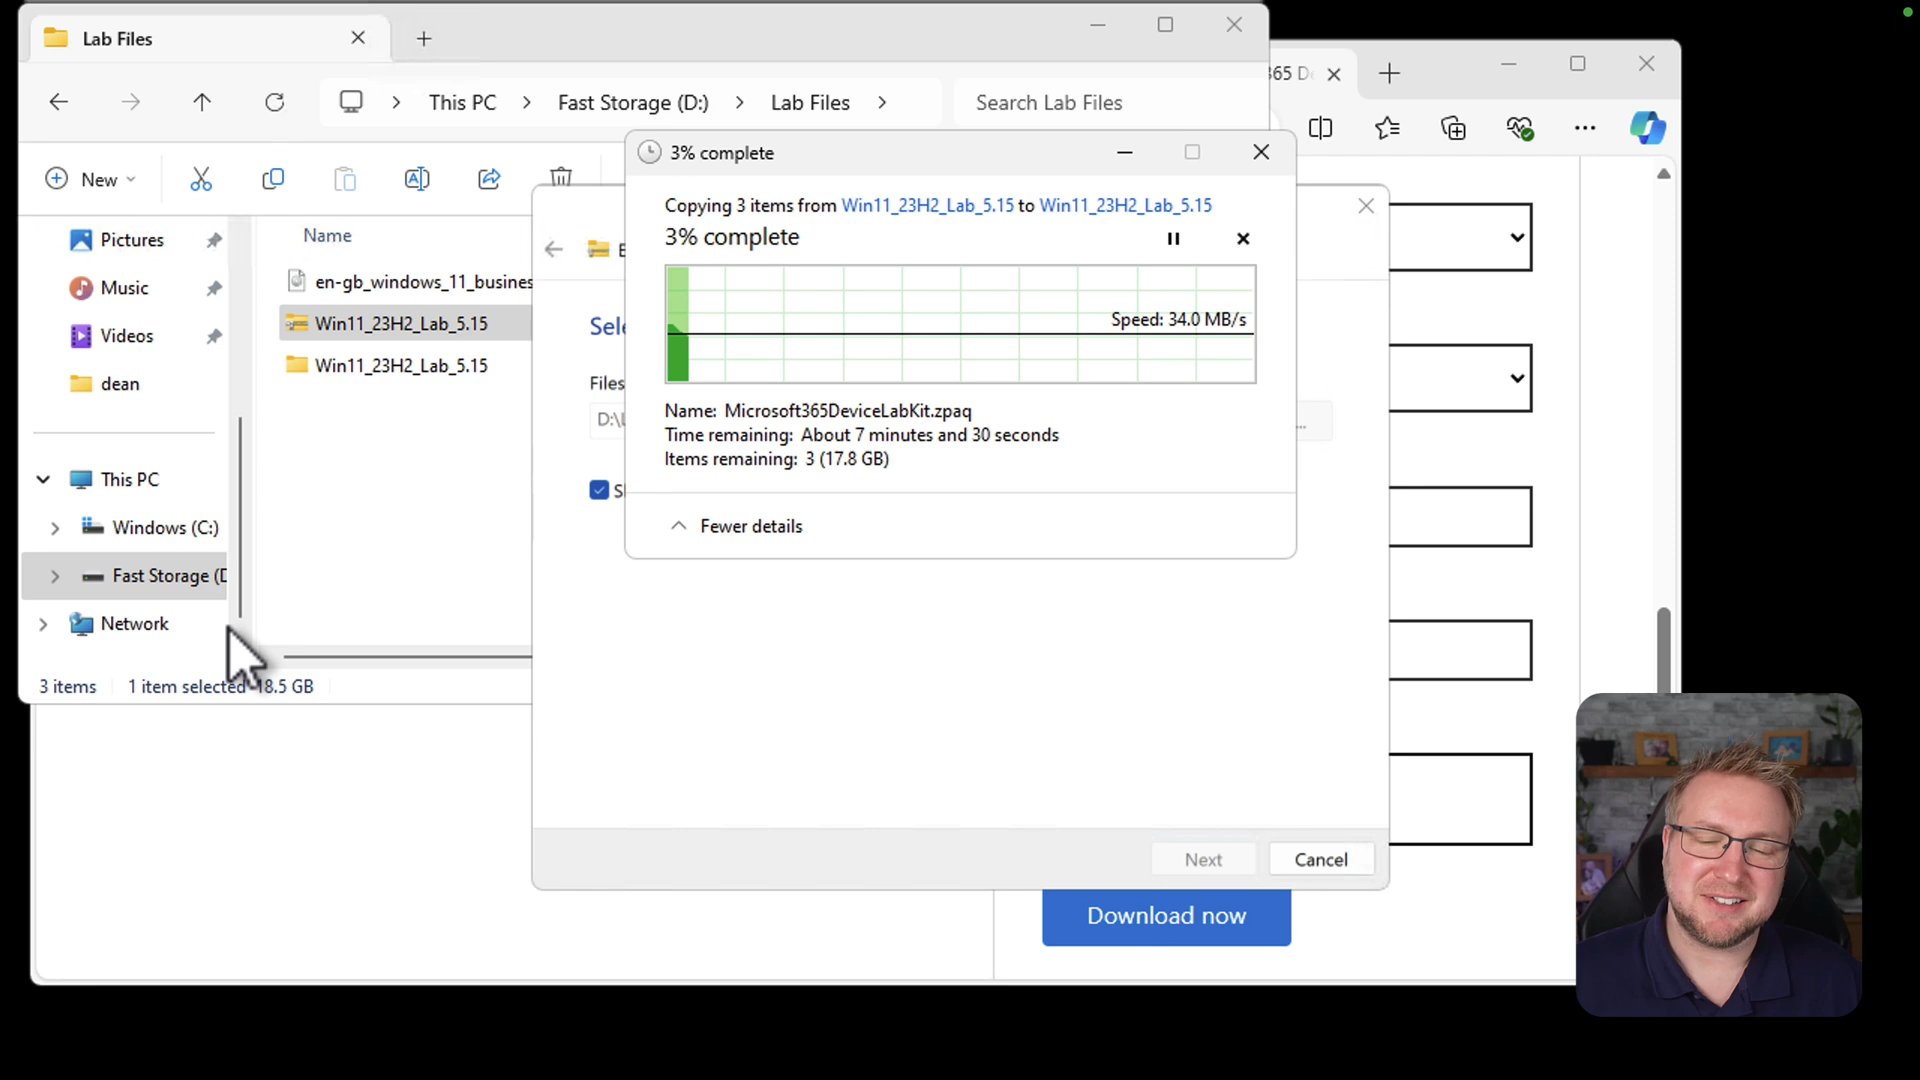 Lab Files
365 D
This PC
Fast Storage (D:)
Lab Files
Search Lab Files
New
3% complete
Copying 3 items from Win11_23H2_Lab_5.15 to Win11_23H2_Lab_5.15
3% complete
Speed: 34.0 MB/s
Name: Microsoft365DeviceLabKit.zpaq
Time remaining: About 7 minutes and 30 seconds
Items remaining: 3 (17.8 GB)
Fewer details
Pictures
Music
Videos
dean
This PC
Windows (C:)
Fast Storage (D
Network
Name
en-gb_windows_11_busines
Win11_23H2_Lab_5.15
Win11_23H2_Lab_5.15
3 items
1 item selected 18.5 GB
E
Sele
Files
D:\L
...
S
Next
Cancel
Download now